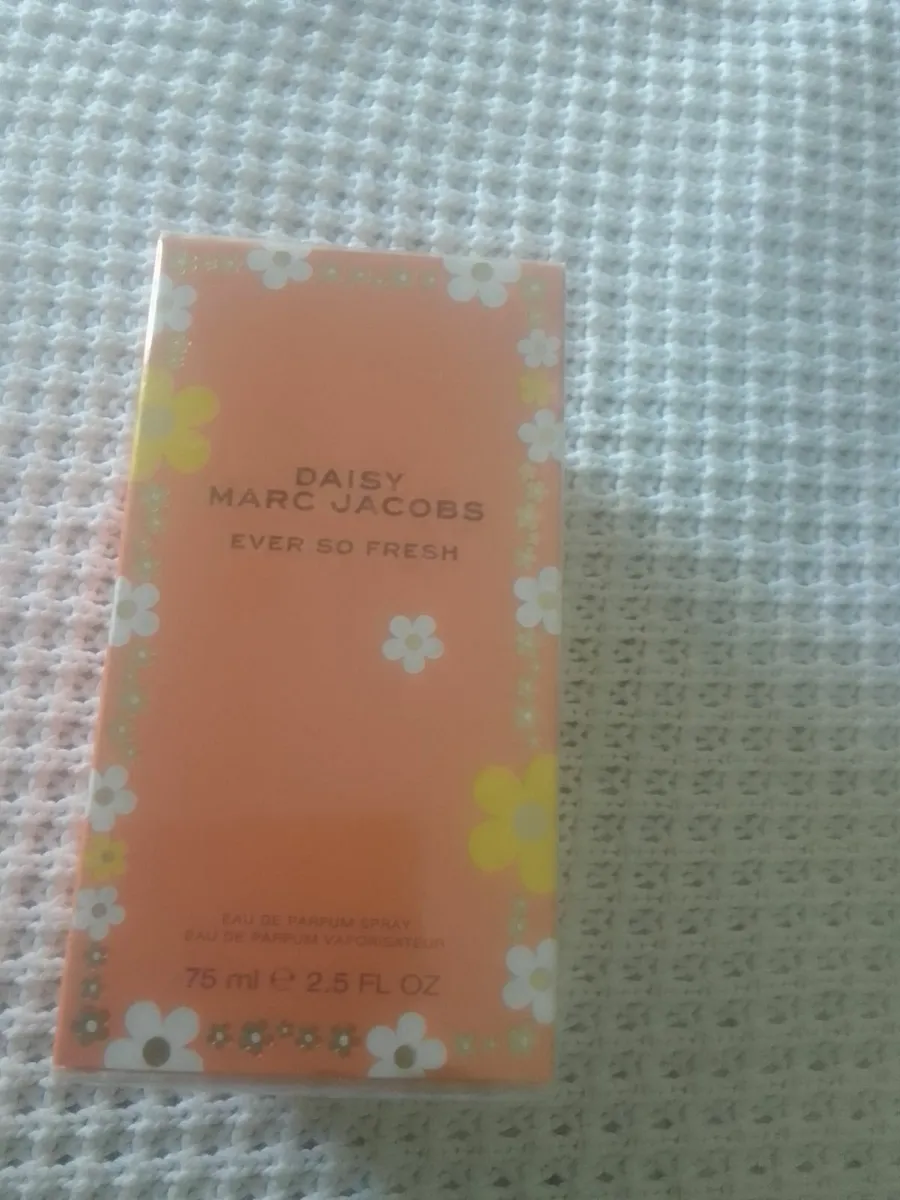 DAISY
MARC JACOBS
EVER SO FRESH
EAU DE PARFUM SPRAY
EAU DE PARFUM VAPORISATEUR
75 ml ℮ 2.5 FL OZ